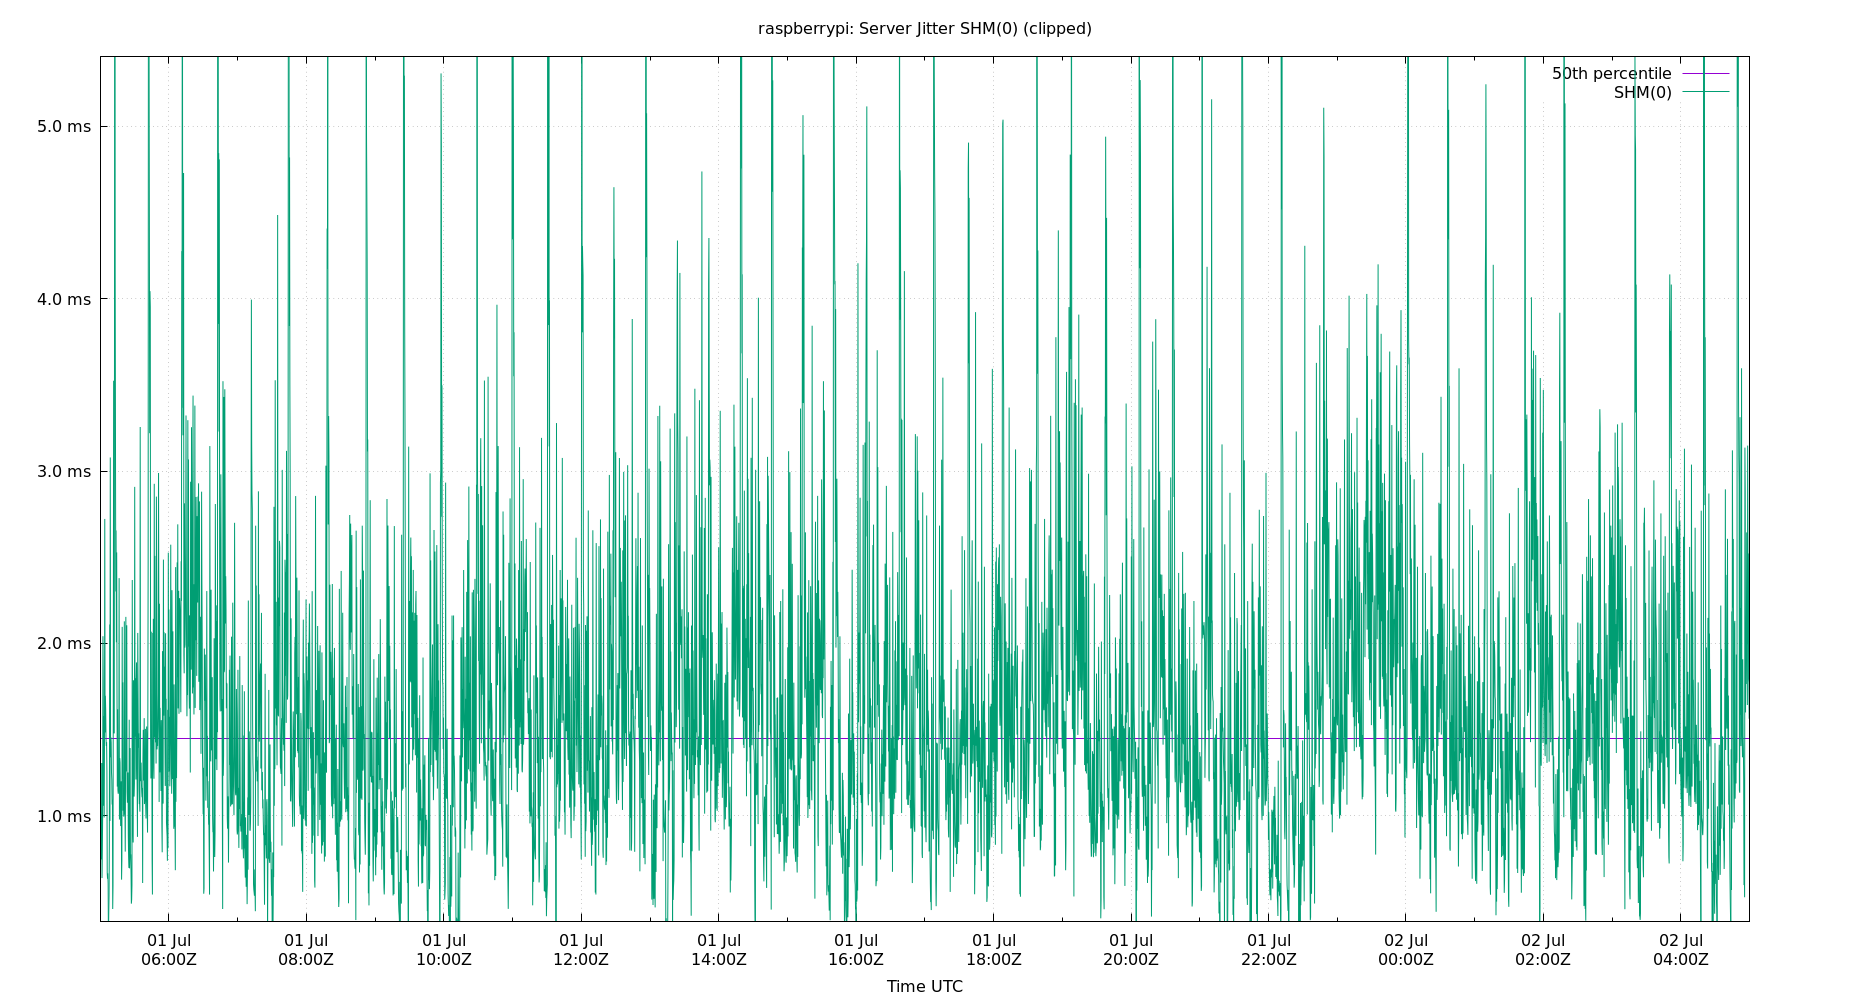 raspberrypi: Server Jitter SHM(0) (clipped)
50th percentile
SHM(0)
5.0 ms
4.0 ms
3.0 ms
2.0 ms
1.0 ms
01 Jul 01 Jul 01 Jul 01 Jul 01 Jul 01 Jul 01 Jul 01 Jul 01 Jul 02 Jul 02 Jul 02 Jul
06:00Z 08:00Z 10:00Z 12:00Z 14:00Z 16:00Z 18:00Z 20:00Z 22:00Z 00:00Z 02:00Z 04:00Z
Time UTC